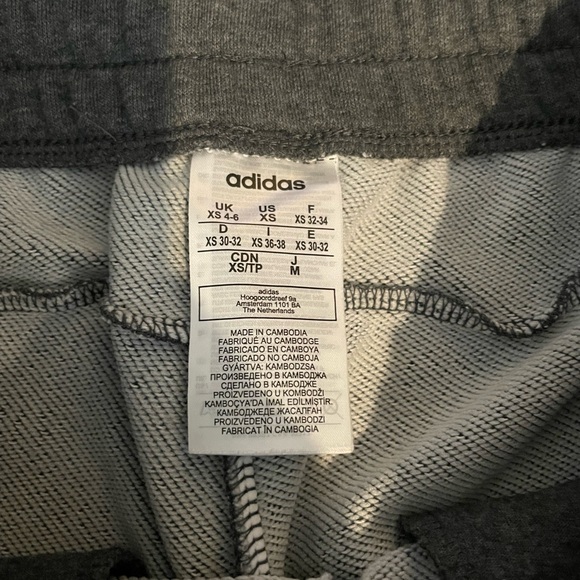 adidas
UK US F
XS 4-6 XS XS 32-34
D I E
XS 30-32 XS 36-38 XS 30-32
CDN J
XS/TP M
adidas
Hoogoorddreef 9a
Amsterdam 1101 BA
The Netherlands
MADE IN CAMBODIA
FABRIQUÉ AU CAMBODGE
FABRICADO EN CAMBOYA
FABRICADO NO CAMBOJA
GYÁRTVA: KAMBODZSA
ПРОИЗВЕДЕНО В КАМБОДЖА
СДЕЛАНО В КАМБОДЖЕ
PROIZVEDENO U KOMBODŽI
KAMBOÇYA'DA İMAL EDİLMİŞTİR.
КАМБОДЖЕДЕ ЖАСАЛҒАН
PROIZVEDENO U KAMBODZI
FABRICAT ÎN CAMBOGIA